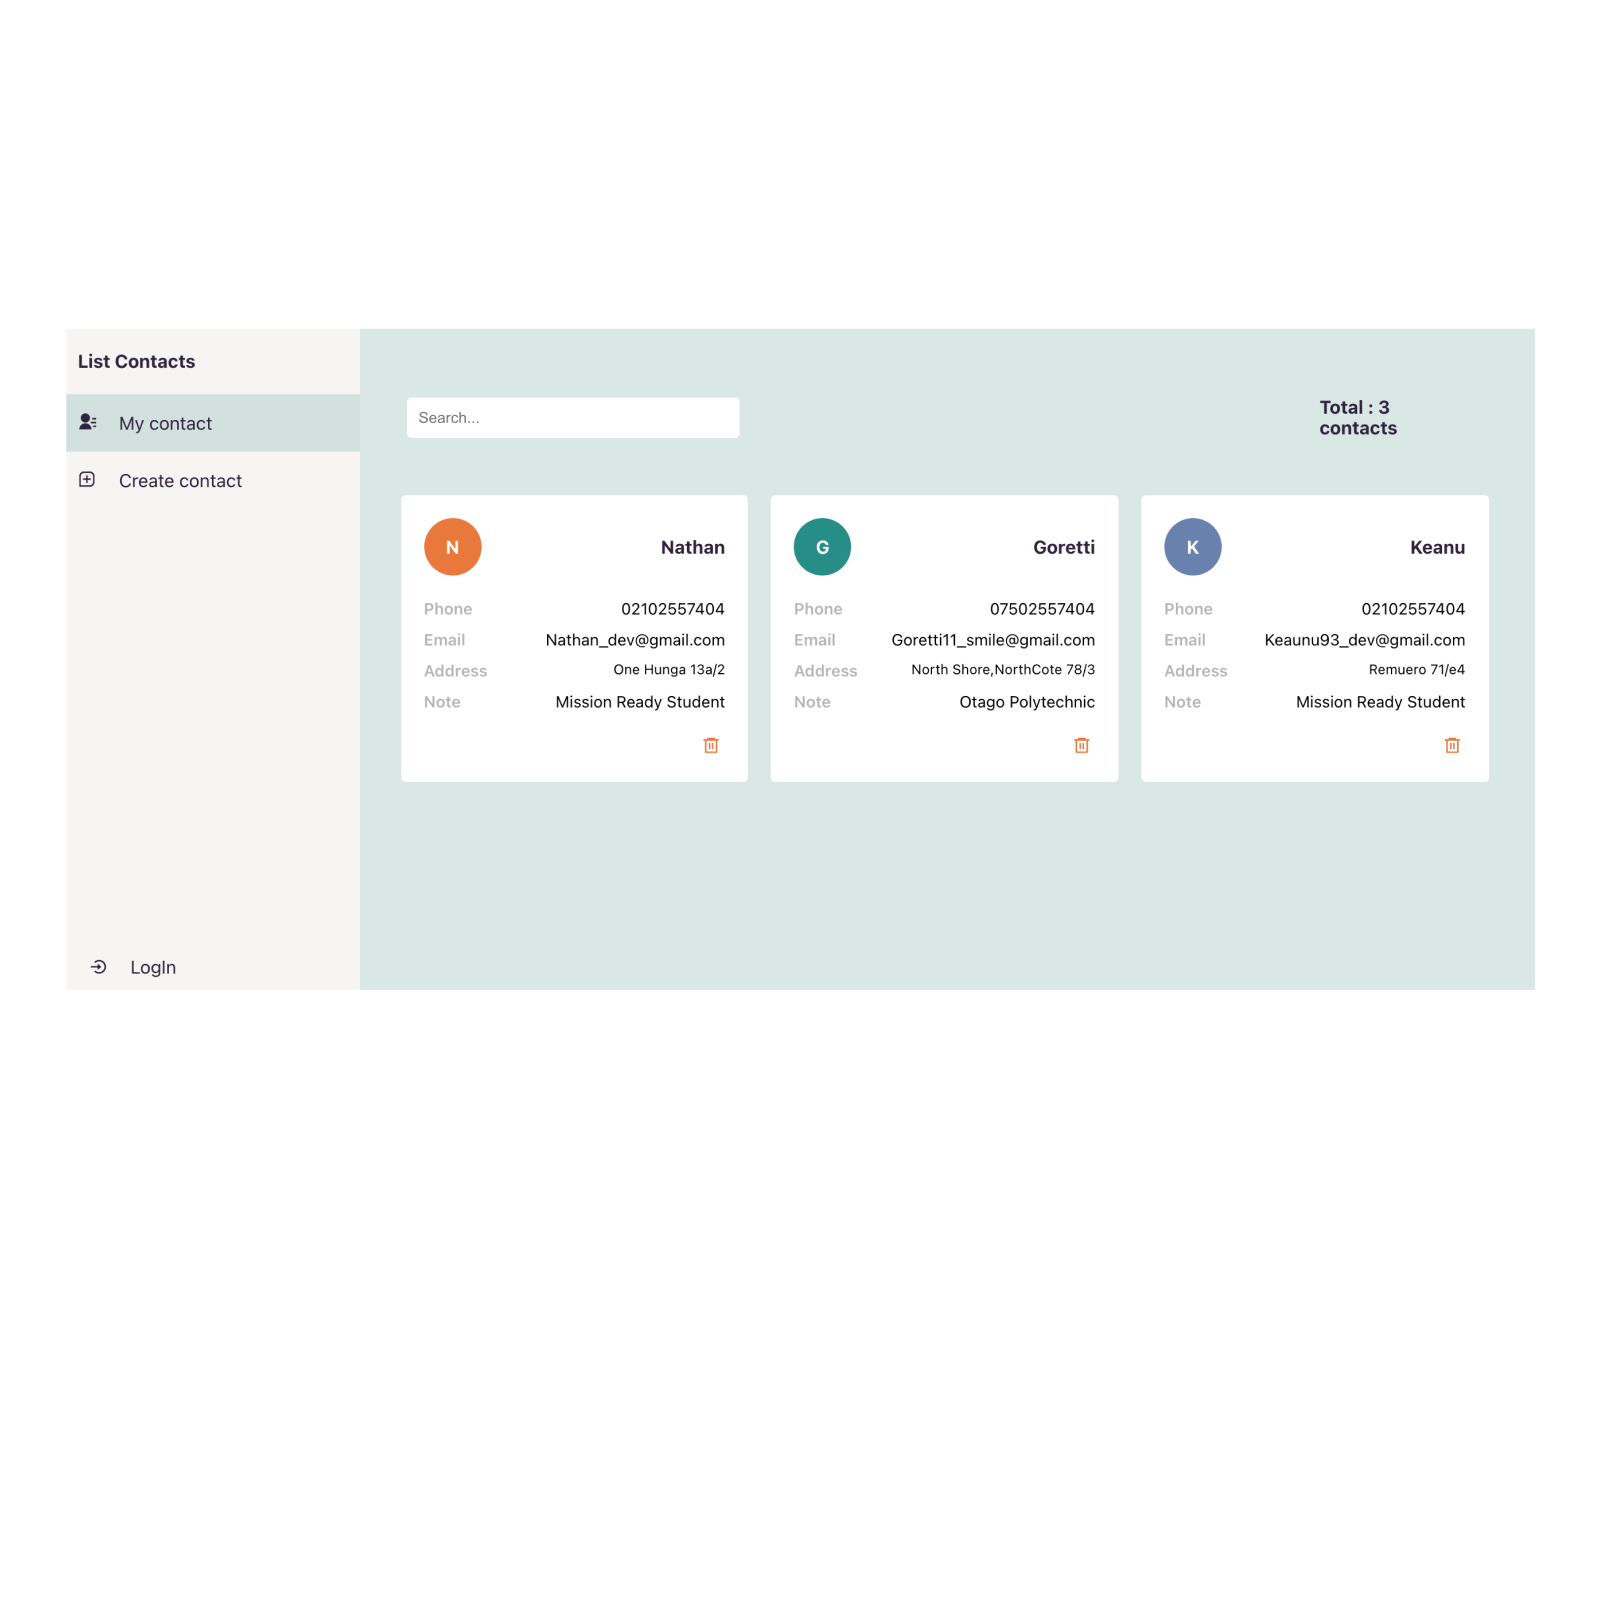 List Contacts
My contact
Create contact
LogIn
Search...
Total : 3
contacts
N
Nathan
Phone 02102557404
Email Nathan_dev@gmail.com
Address One Hunga 13a/2
Note Mission Ready Student
G
Goretti
Phone 07502557404
Email Goretti11_smile@gmail.com
Address North Shore,NorthCote 78/3
Note Otago Polytechnic
K
Keanu
Phone 02102557404
Email Keaunu93_dev@gmail.com
Address Remuero 71/e4
Note Mission Ready Student